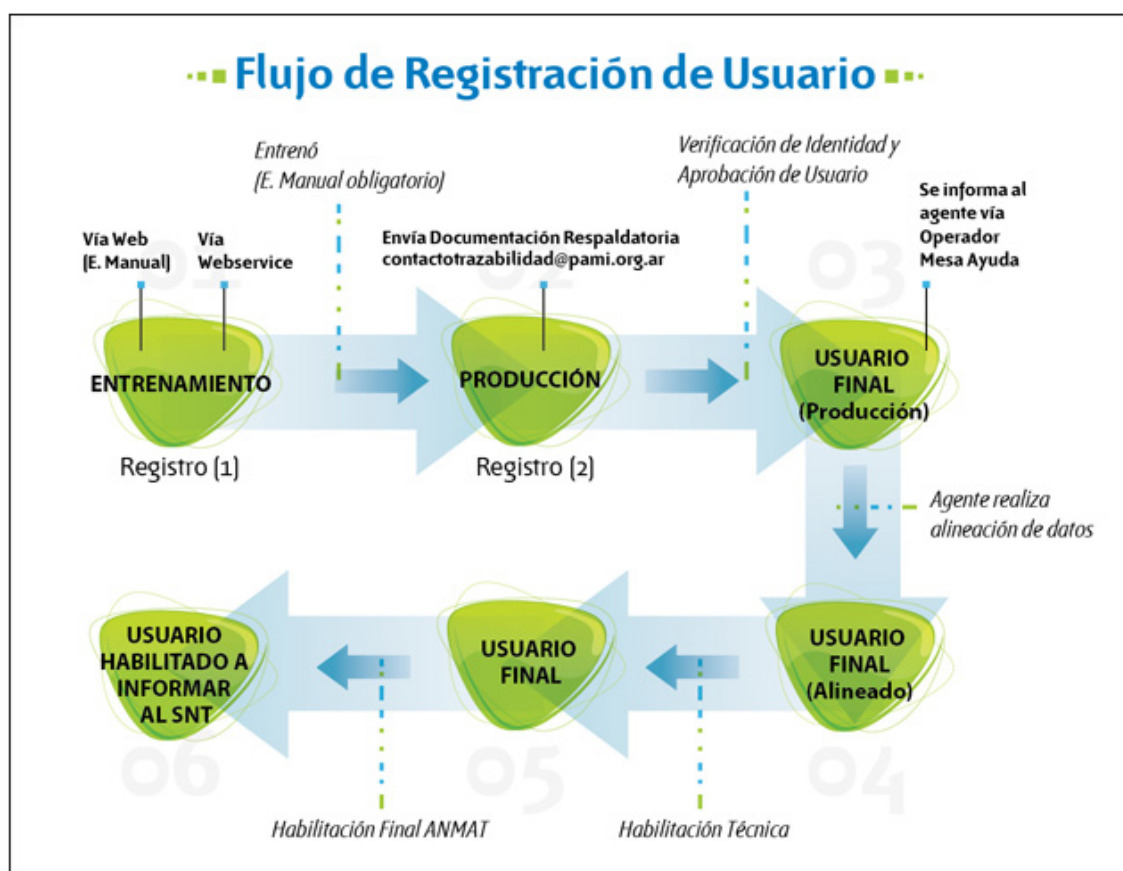 Flujo de Registración de Usuario
Entrenó
(E. Manual obligatorio)
Verificación de Identidad y
Aprobación de Usuario
Vía Web
(E. Manual)
Vía
Webservice
Envía Documentación Respaldatoria
contactotrazabilidad@pami.org.ar
Se informa al
agente vía
Operador
Mesa Ayuda
01
02
03
ENTRENAMIENTO
PRODUCCIÓN
USUARIO
FINAL
(Producción)
Registro (1)
Registro (2)
Agente realiza
alineación de datos
USUARIO
FINAL
(Alineado)
04
Habilitación Técnica
USUARIO
FINAL
05
Habilitación Final ANMAT
USUARIO
HABILITADO A
INFORMAR
AL SNT
06